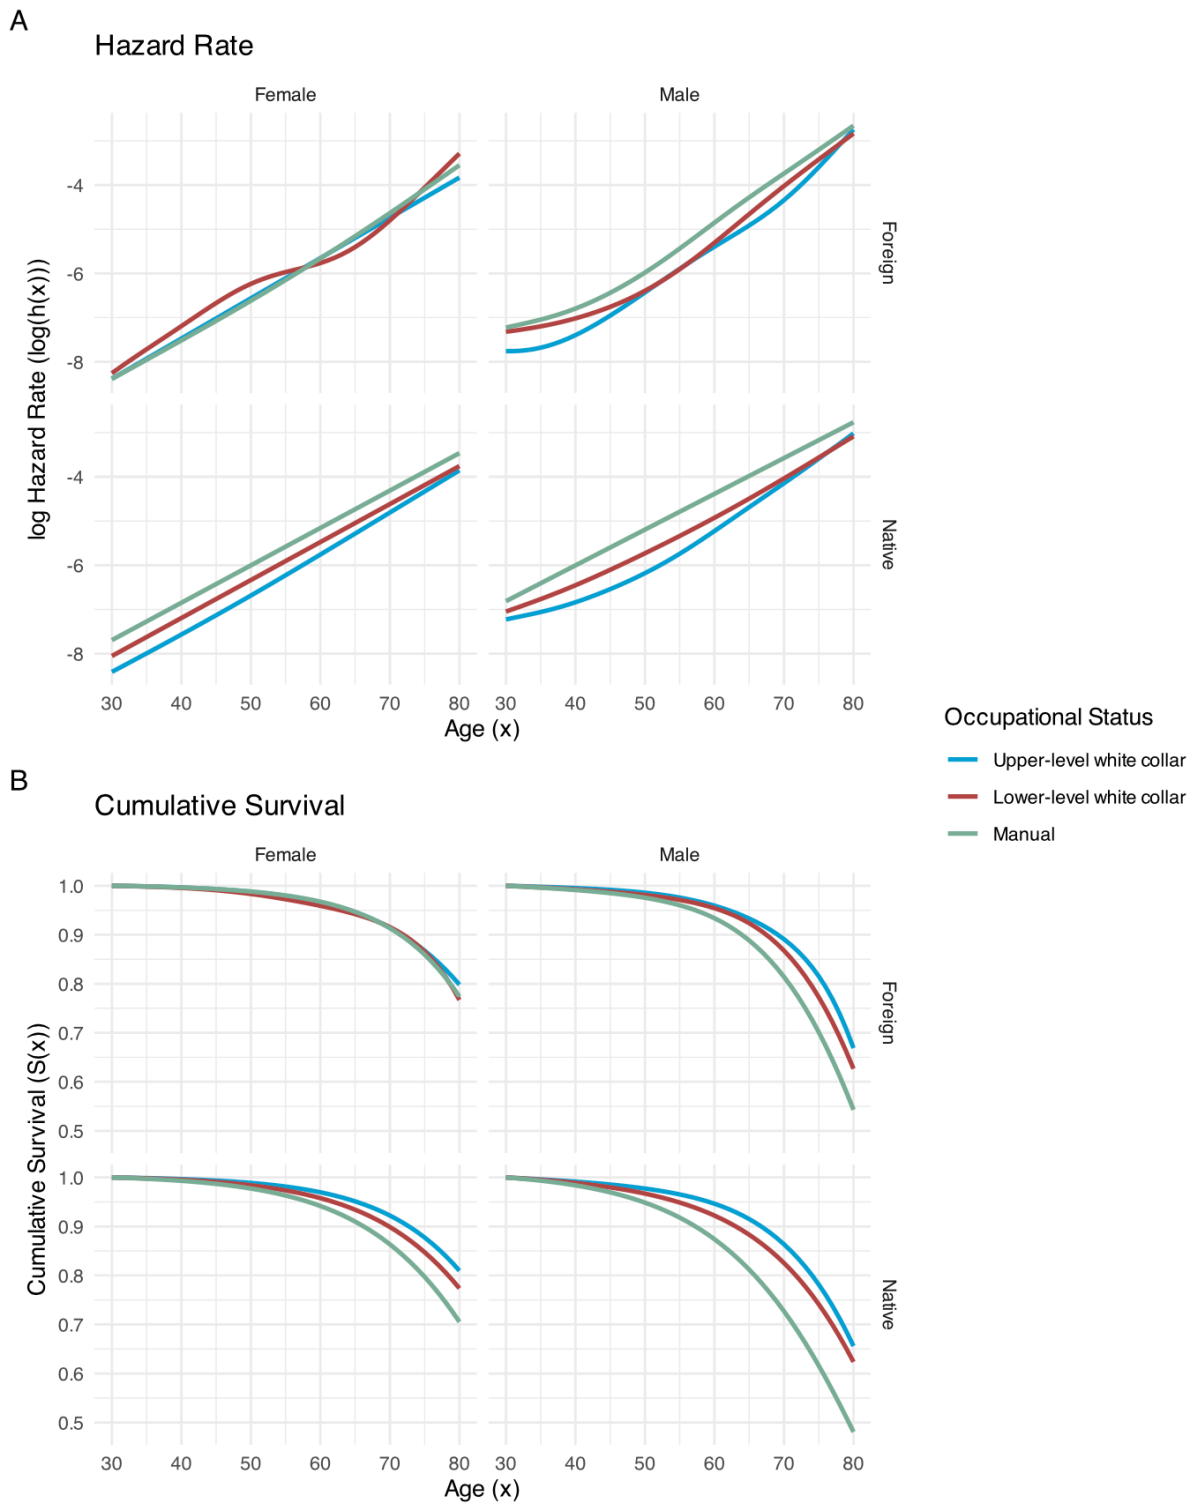 A
Hazard Rate
Female
Male
-4
-6
-8
Foreign
-4
-6
-8
Native
log Hazard Rate (log(h(x)))
30 40 50 60 70 80
30 40 50 60 70 80
Age (x)
Occupational Status
Upper-level white collar
Lower-level white collar
Manual
B
Cumulative Survival
Female
Male
1.0
0.9
0.8
0.7
0.6
0.5
Foreign
1.0
0.9
0.8
0.7
0.6
0.5
Native
Cumulative Survival (S(x))
30 40 50 60 70 80
30 40 50 60 70 80
Age (x)